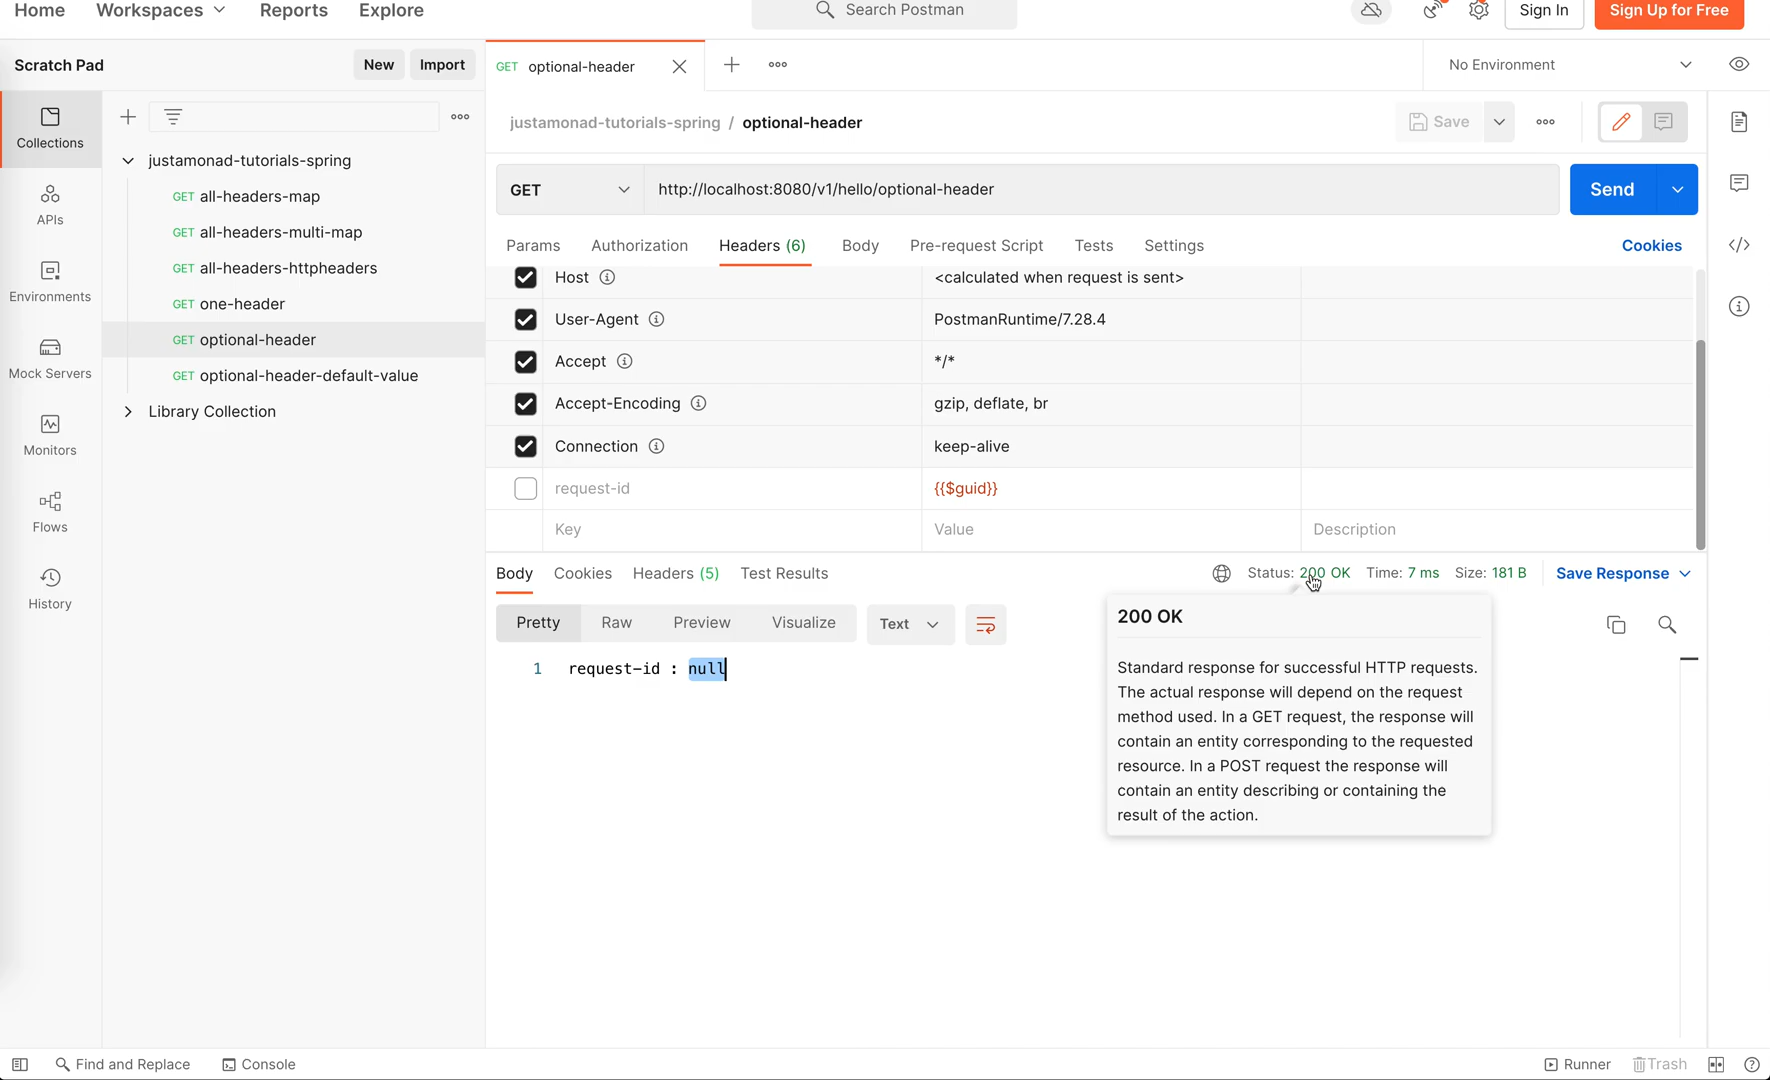 Home Workspaces Reports Explore Search Postman Sign In Sign Up for Free
Scratch Pad New Import
GET optional-header
No Environment
Collections
APIs
Environments
Mock Servers
Monitors
Flows
History
justamonad-tutorials-spring
GET all-headers-map
GET all-headers-multi-map
GET all-headers-httpheaders
GET one-header
GET optional-header
GET optional-header-default-value
Library Collection
justamonad-tutorials-spring / optional-header
Save
GET http://localhost:8080/v1/hello/optional-header Send
Params Authorization Headers (6) Body Pre-request Script Tests Settings Cookies
Host <calculated when request is sent>
User-Agent PostmanRuntime/7.28.4
Accept */*
Accept-Encoding gzip, deflate, br
Connection keep-alive
request-id {{$guid}}
Key Value Description
Body Cookies Headers (5) Test Results Status: 200 OK Time: 7 ms Size: 181 B Save Response
Pretty Raw Preview Visualize Text
1 request-id : null
200 OK
Standard response for successful HTTP requests.
The actual response will depend on the request
method used. In a GET request, the response will
contain an entity corresponding to the requested
resource. In a POST request the response will
contain an entity describing or containing the
result of the action.
Find and Replace Console Runner Trash